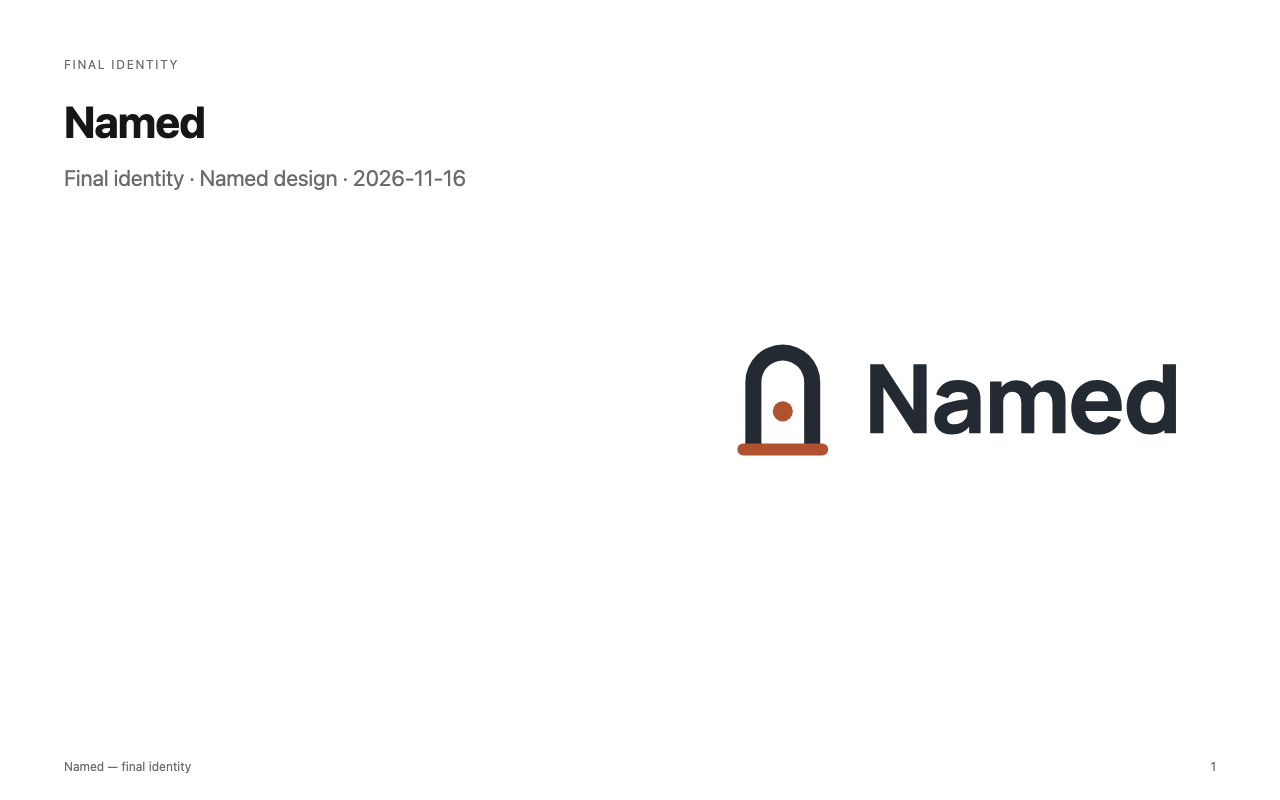 FINAL IDENTITY
Named
Final identity · Named design · 2026-11-16
Named
Named — final identity
1